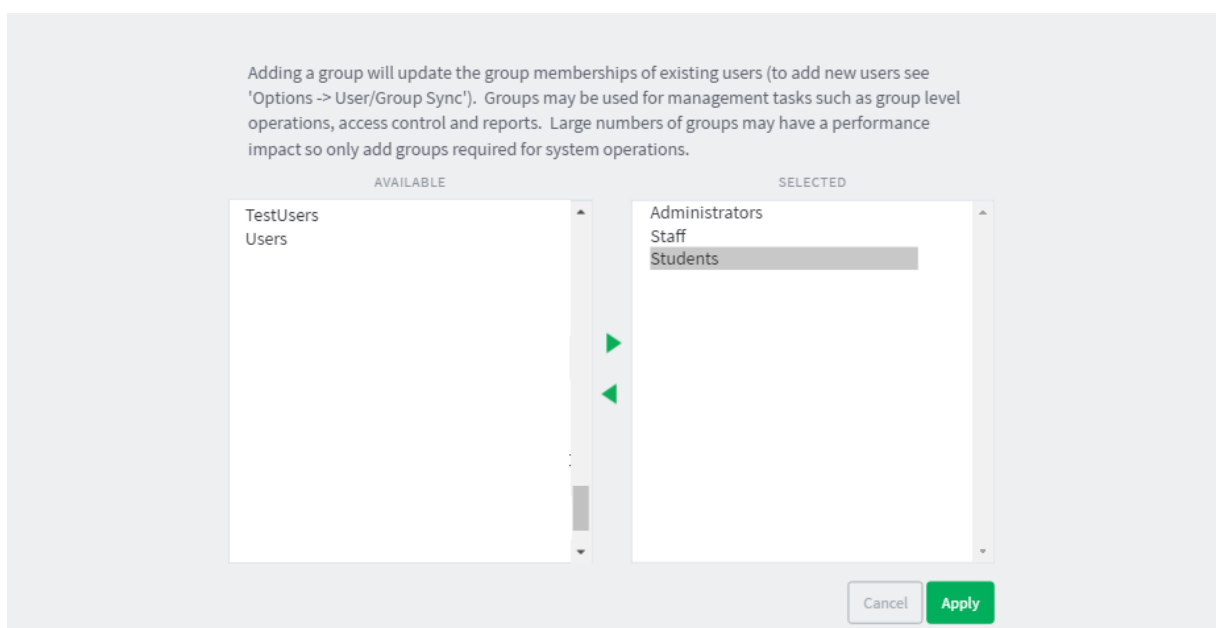 Adding a group will update the group memberships of existing users (to add new users see
'Options -> User/Group Sync').  Groups may be used for management tasks such as group level
operations, access control and reports.  Large numbers of groups may have a performance
impact so only add groups required for system operations.
AVAILABLE
SELECTED
TestUsers
Users
Administrators
Staff
Students
Cancel
Apply